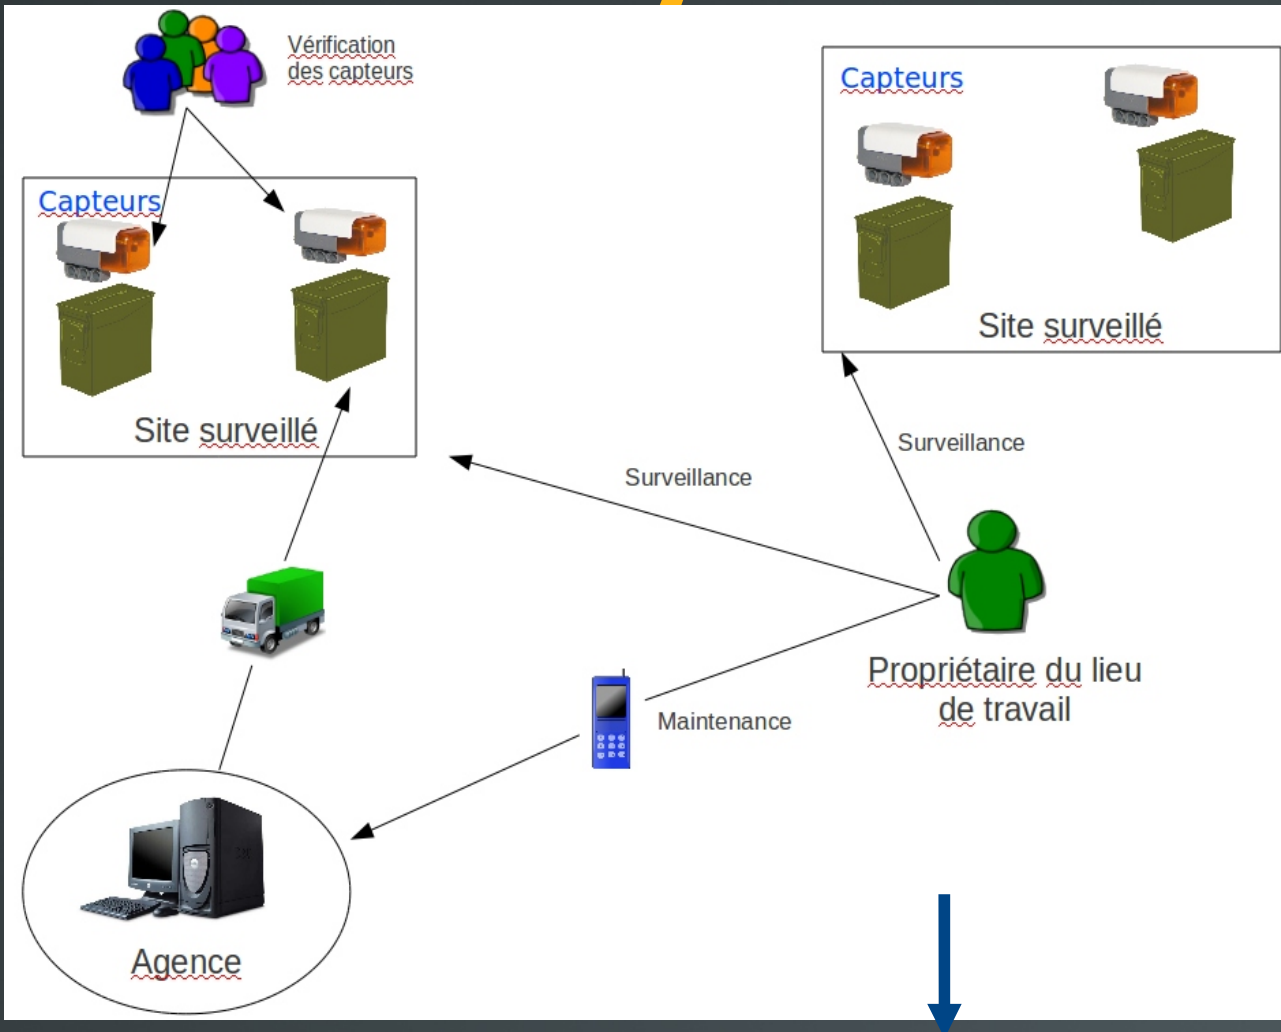 Vérification
des capteurs
Capteurs
Site surveillé
Capteurs
Site surveillé
Surveillance
Surveillance
Propriétaire du lieu
de travail
Maintenance
Agence